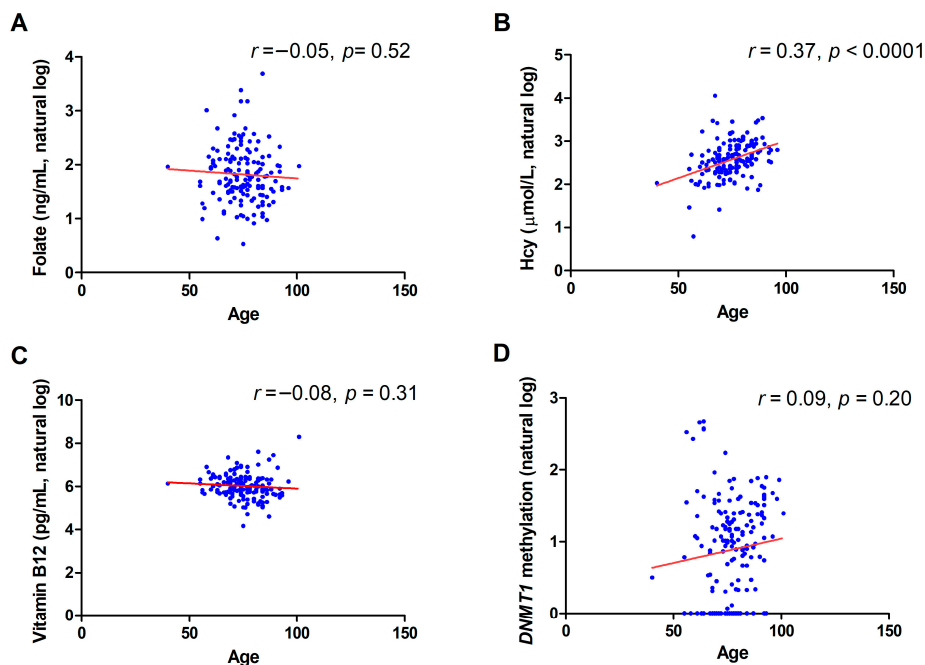 A
r =−0.05, p= 0.52
Folate (ng/mL, natural log)
4
3
2
1
0
0 50 100 150
Age
B
r = 0.37, p < 0.0001
Hcy (μmol/L, natural log)
5
4
3
2
1
0
0 50 100 150
Age
C
r =−0.08, p = 0.31
Vitamin B12 (pg/mL, natural log)
10
8
6
4
2
0
0 50 100 150
Age
D
r = 0.09, p = 0.20
DNMT1 methylation (natural log)
3
2
1
0
0 50 100 150
Age